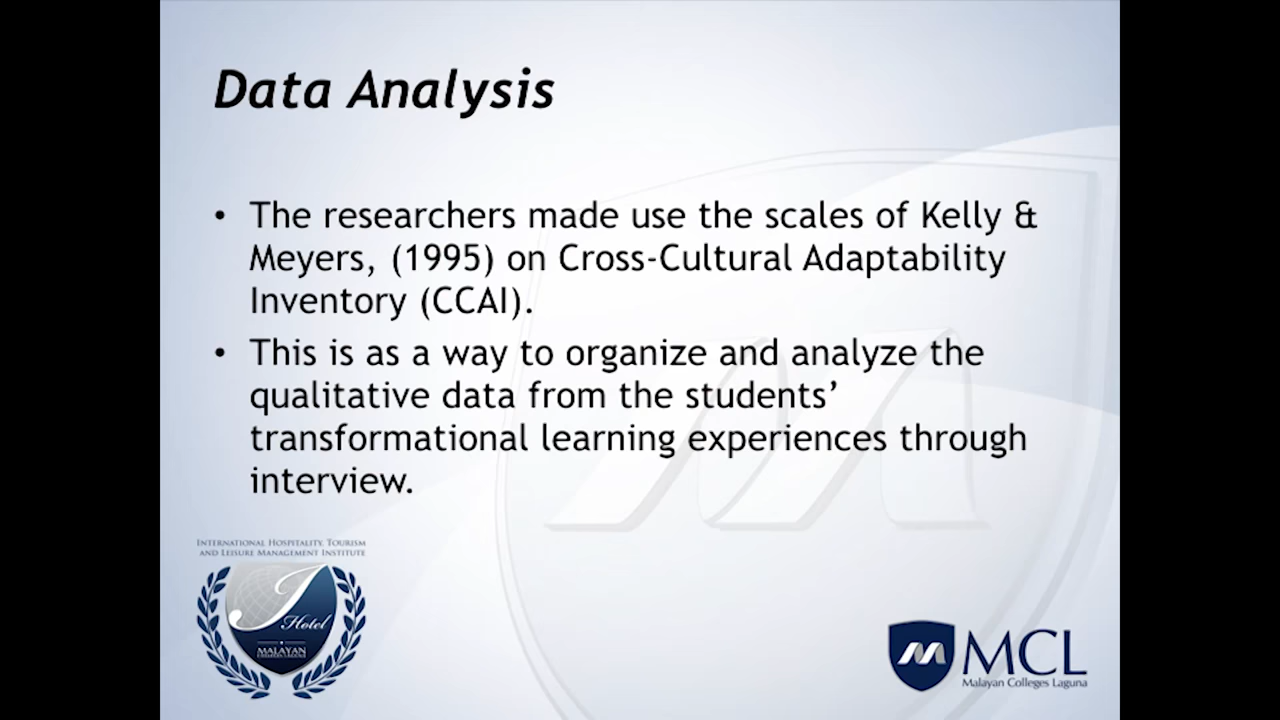 Data Analysis
• The researchers made use the scales of Kelly &
Meyers, (1995) on Cross-Cultural Adaptability
Inventory (CCAI).
• This is as a way to organize and analyze the
qualitative data from the students’
transformational learning experiences through
interview.
INTERNATIONAL HOSPITALITY, TOURISM
AND LEISURE MANAGEMENT INSTITUTE
Hotel
MALAYAN
MCL
Malayan Colleges Laguna